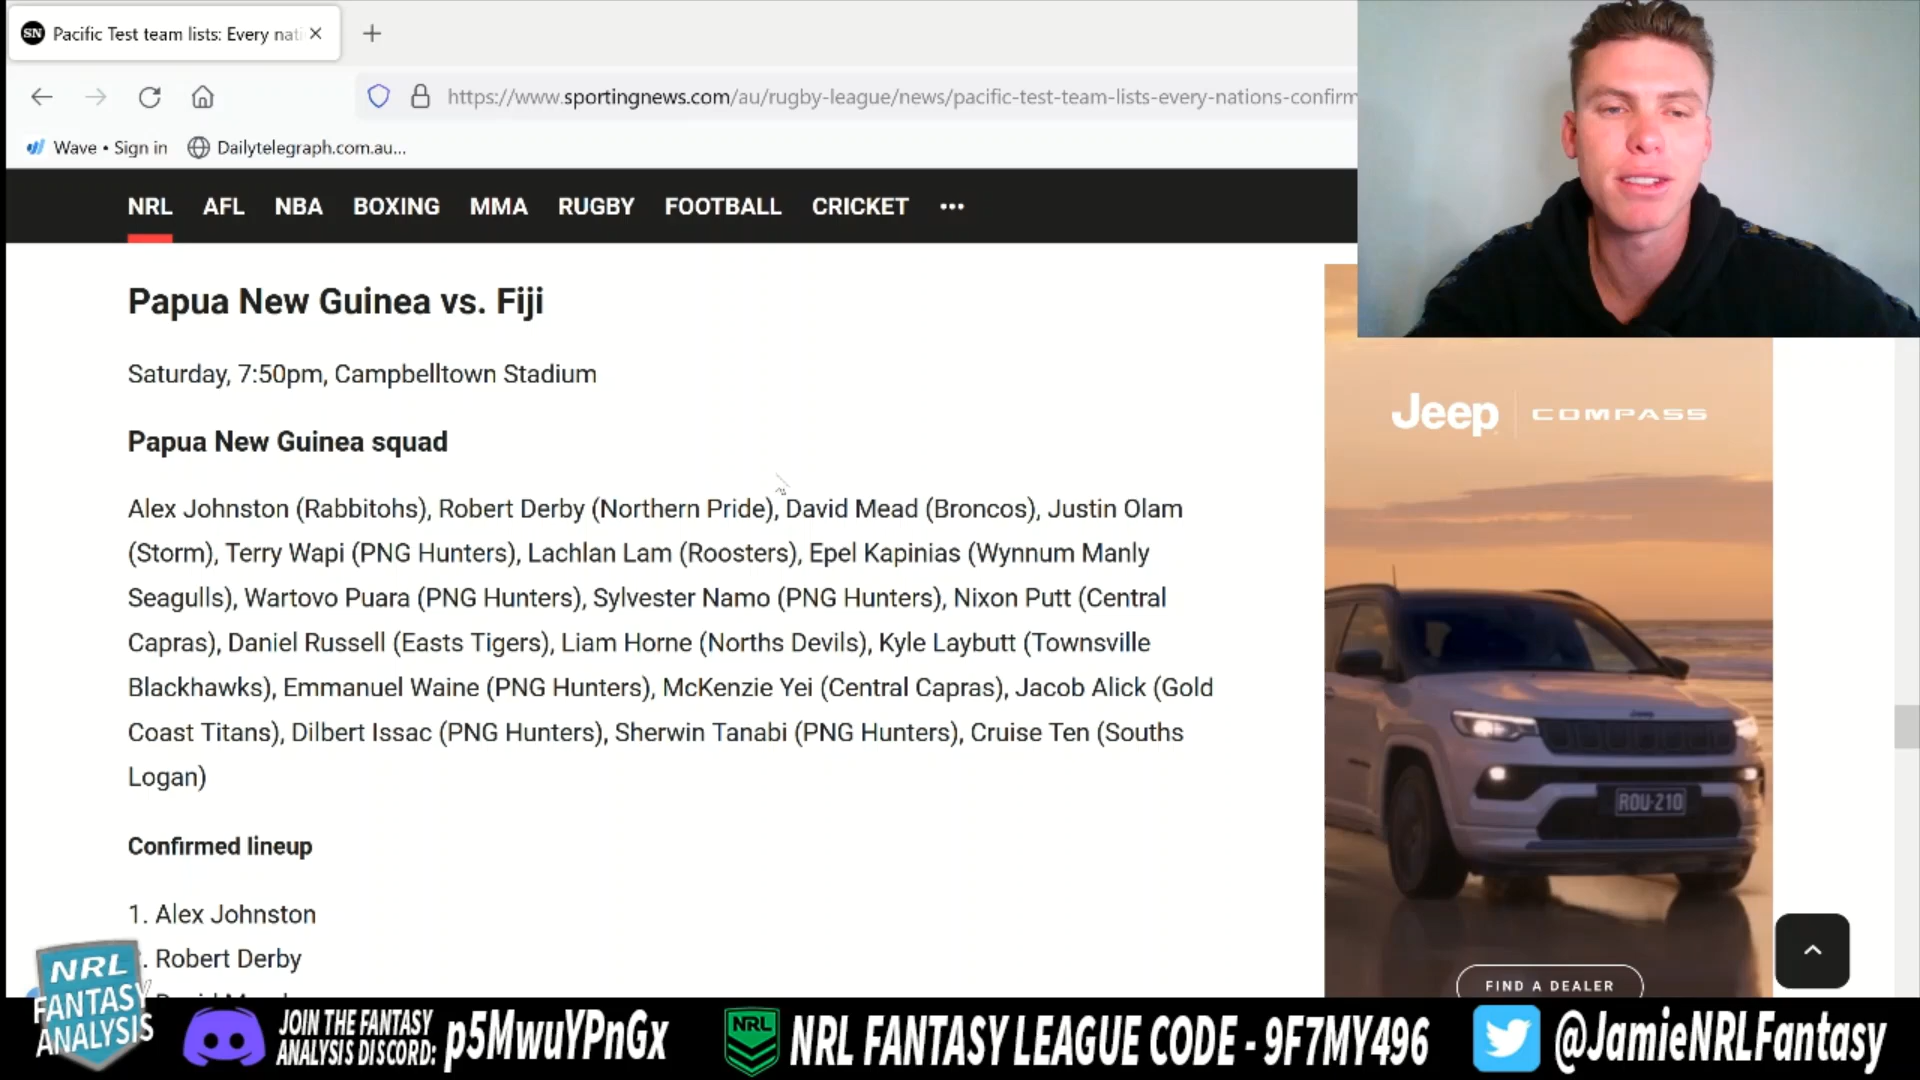 SN Pacific Test team lists: Every nati
https://www.sportingnews.com/au/rugby-league/news/pacific-test-team-lists-every-nations-confirm
Wave • Sign in Dailytelegraph.com.au...
NRL AFL NBA BOXING MMA RUGBY FOOTBALL CRICKET •••
Papua New Guinea vs. Fiji
Saturday, 7:50pm, Campbelltown Stadium
Papua New Guinea squad
Alex Johnston (Rabbitohs), Robert Derby (Northern Pride), David Mead (Broncos), Justin Olam
(Storm), Terry Wapi (PNG Hunters), Lachlan Lam (Roosters), Epel Kapinias (Wynnum Manly
Seagulls), Wartovo Puara (PNG Hunters), Sylvester Namo (PNG Hunters), Nixon Putt (Central
Capras), Daniel Russell (Easts Tigers), Liam Horne (Norths Devils), Kyle Laybutt (Townsville
Blackhawks), Emmanuel Waine (PNG Hunters), McKenzie Yei (Central Capras), Jacob Alick (Gold
Coast Titans), Dilbert Issac (PNG Hunters), Sherwin Tanabi (PNG Hunters), Cruise Ten (Souths
Logan)
Confirmed lineup
1. Alex Johnston
. Robert Derby
Jeep COMPASS
ROU-210
FIND A DEALER
NRL
FANTASY
ANALYSIS
JOIN THE FANTASY
ANALYSIS DISCORD: p5MwuYPnGx
NRL
NRL FANTASY LEAGUE CODE - 9F7MY496
@JamieNRLFantasy